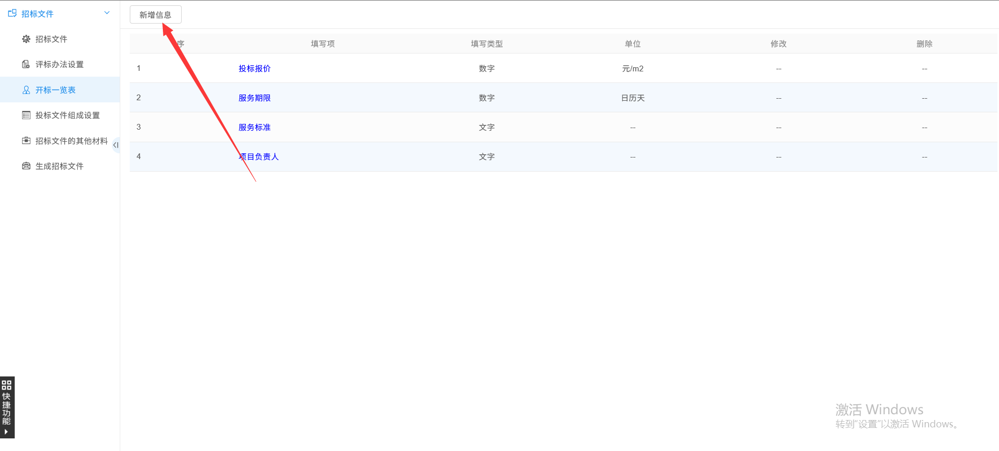 招标文件
招标文件
评标办法设置
开标一览表
投标文件组成设置
招标文件的其他材料
生成招标文件
快捷功能
新增信息
序 填写项 填写类型 单位 修改 删除
1 投标报价 数字 元/m2 -- --
2 服务期限 数字 日历天 -- --
3 服务标准 文字 -- -- --
4 项目负责人 文字 -- -- --
激活 Windows
转到“设置”以激活 Windows。